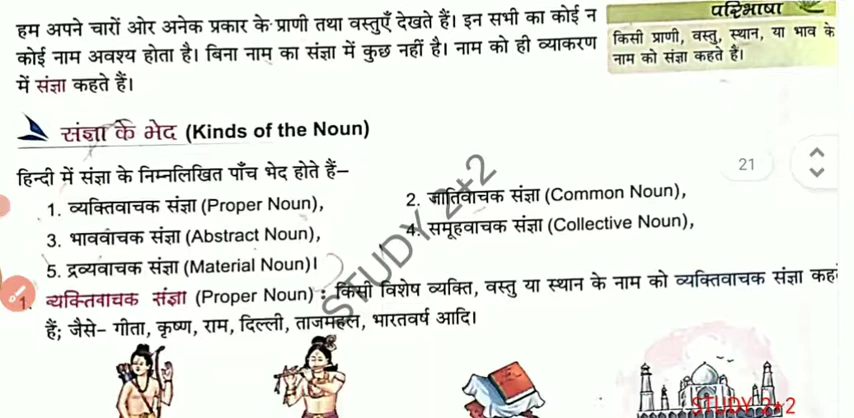 हम अपने चारों ओर अनेक प्रकार के प्राणी तथा वस्तुएँ देखते हैं। इन सभी का कोई न
कोई नाम अवश्य होता है। बिना नाम का संज्ञा में कुछ नहीं है। नाम को ही व्याकरण
में संज्ञा कहते हैं।
परिभाषा
किसी प्राणी, वस्तु, स्थान, या भाव के
नाम को संज्ञा कहते हैं।
संज्ञा के भेद (Kinds of the Noun)
हिन्दी में संज्ञा के निम्नलिखित पाँच भेद होते हैं–
21
1. व्यक्तिवाचक संज्ञा (Proper Noun),
2. जातिवाचक संज्ञा (Common Noun),
3. भाववाचक संज्ञा (Abstract Noun),
4. समूहवाचक संज्ञा (Collective Noun),
5. द्रव्यवाचक संज्ञा (Material Noun)।
1. व्यक्तिवाचक संज्ञा (Proper Noun) : किसी विशेष व्यक्ति, वस्तु या स्थान के नाम को व्यक्तिवाचक संज्ञा
हैं; जैसे– गीता, कृष्ण, राम, दिल्ली, ताजमहल, भारतवर्ष आदि।
STUDY 2+2
STUDY 2+2